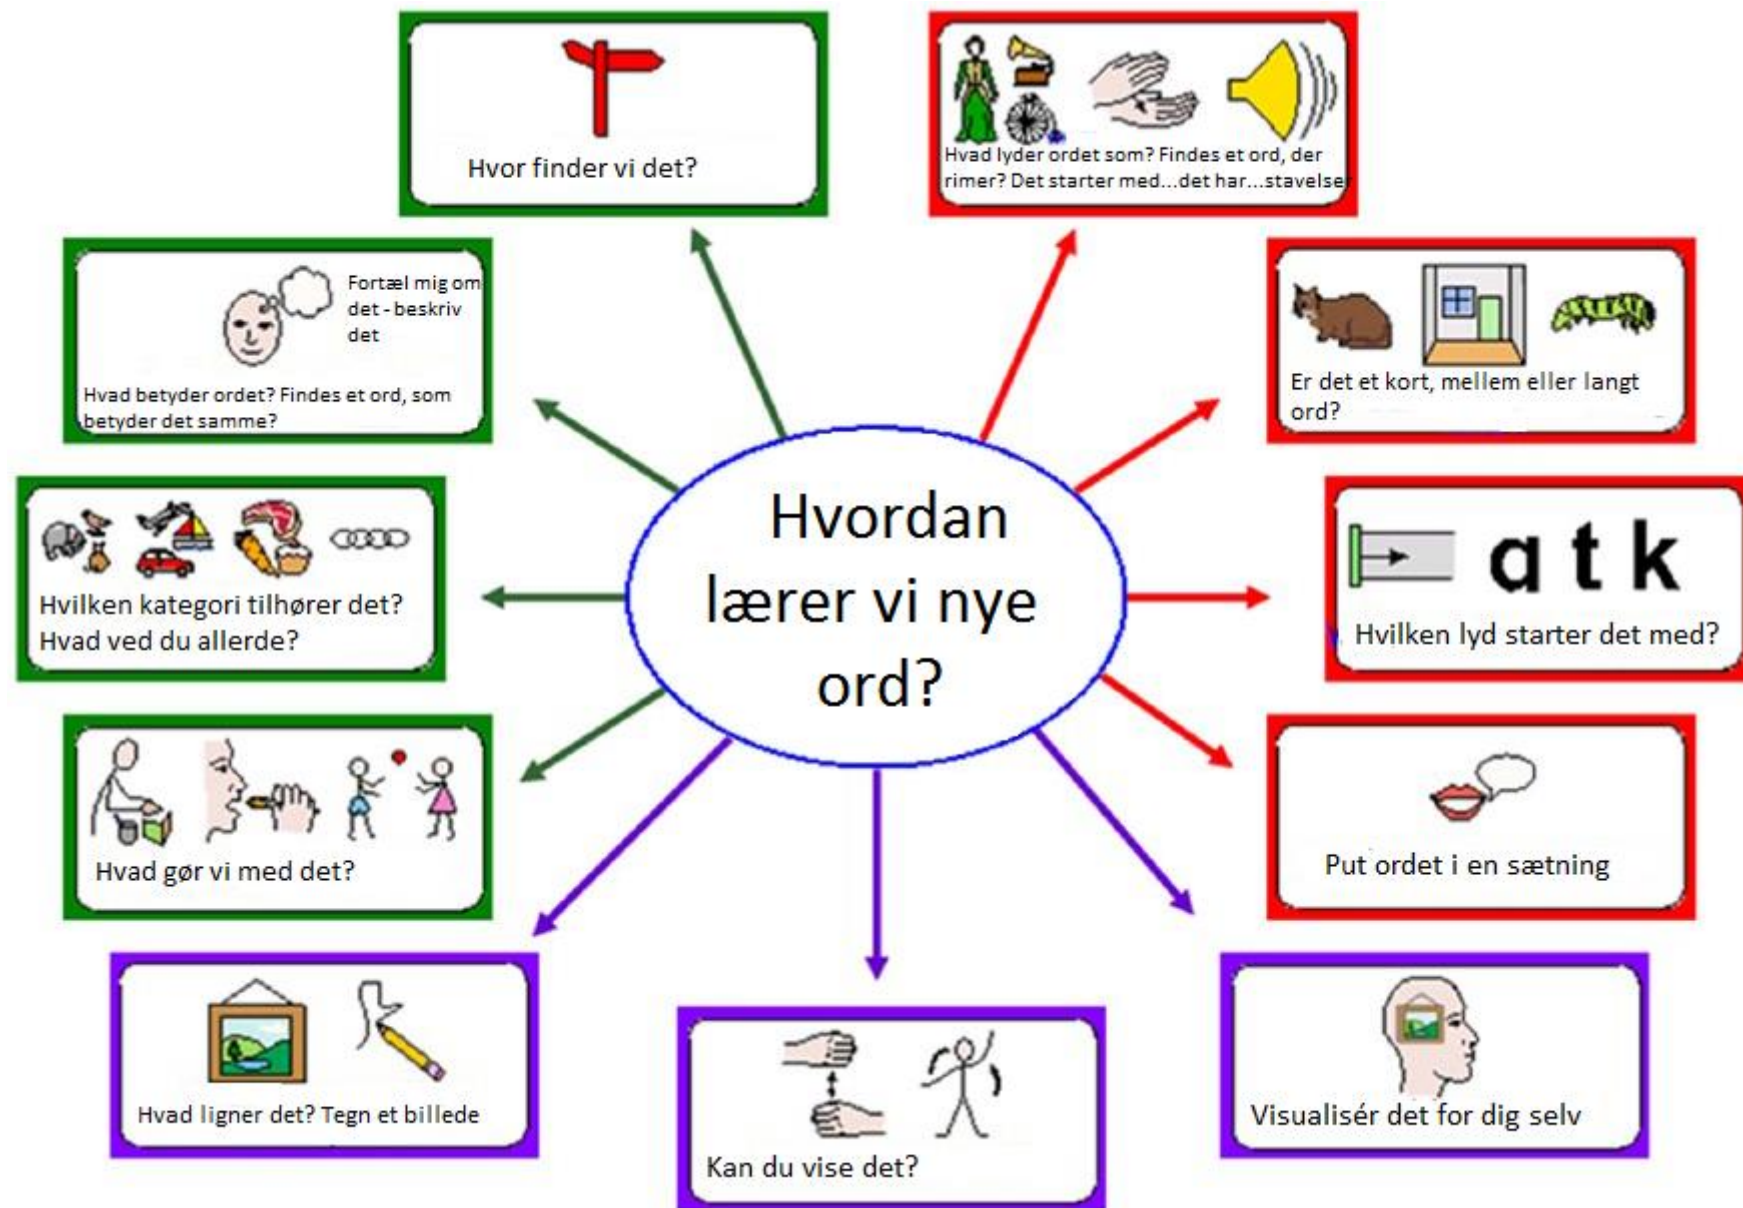 Hvor finder vi det?
Hvad lyder ordet som? Findes et ord, der
rimer? Det starter med...det har...stavelser
Fortæl mig om
det - beskriv
det
Hvad betyder ordet? Findes et ord, som
betyder det samme?
Er det et kort, mellem eller langt
ord?
Hvilken kategori tilhører det?
Hvad ved du allerde?
Hvordan
lærer vi nye
ord?
a t k
Hvilken lyd starter det med?
Hvad gør vi med det?
Put ordet i en sætning
Hvad ligner det? Tegn et billede
Kan du vise det?
Visualisér det for dig selv